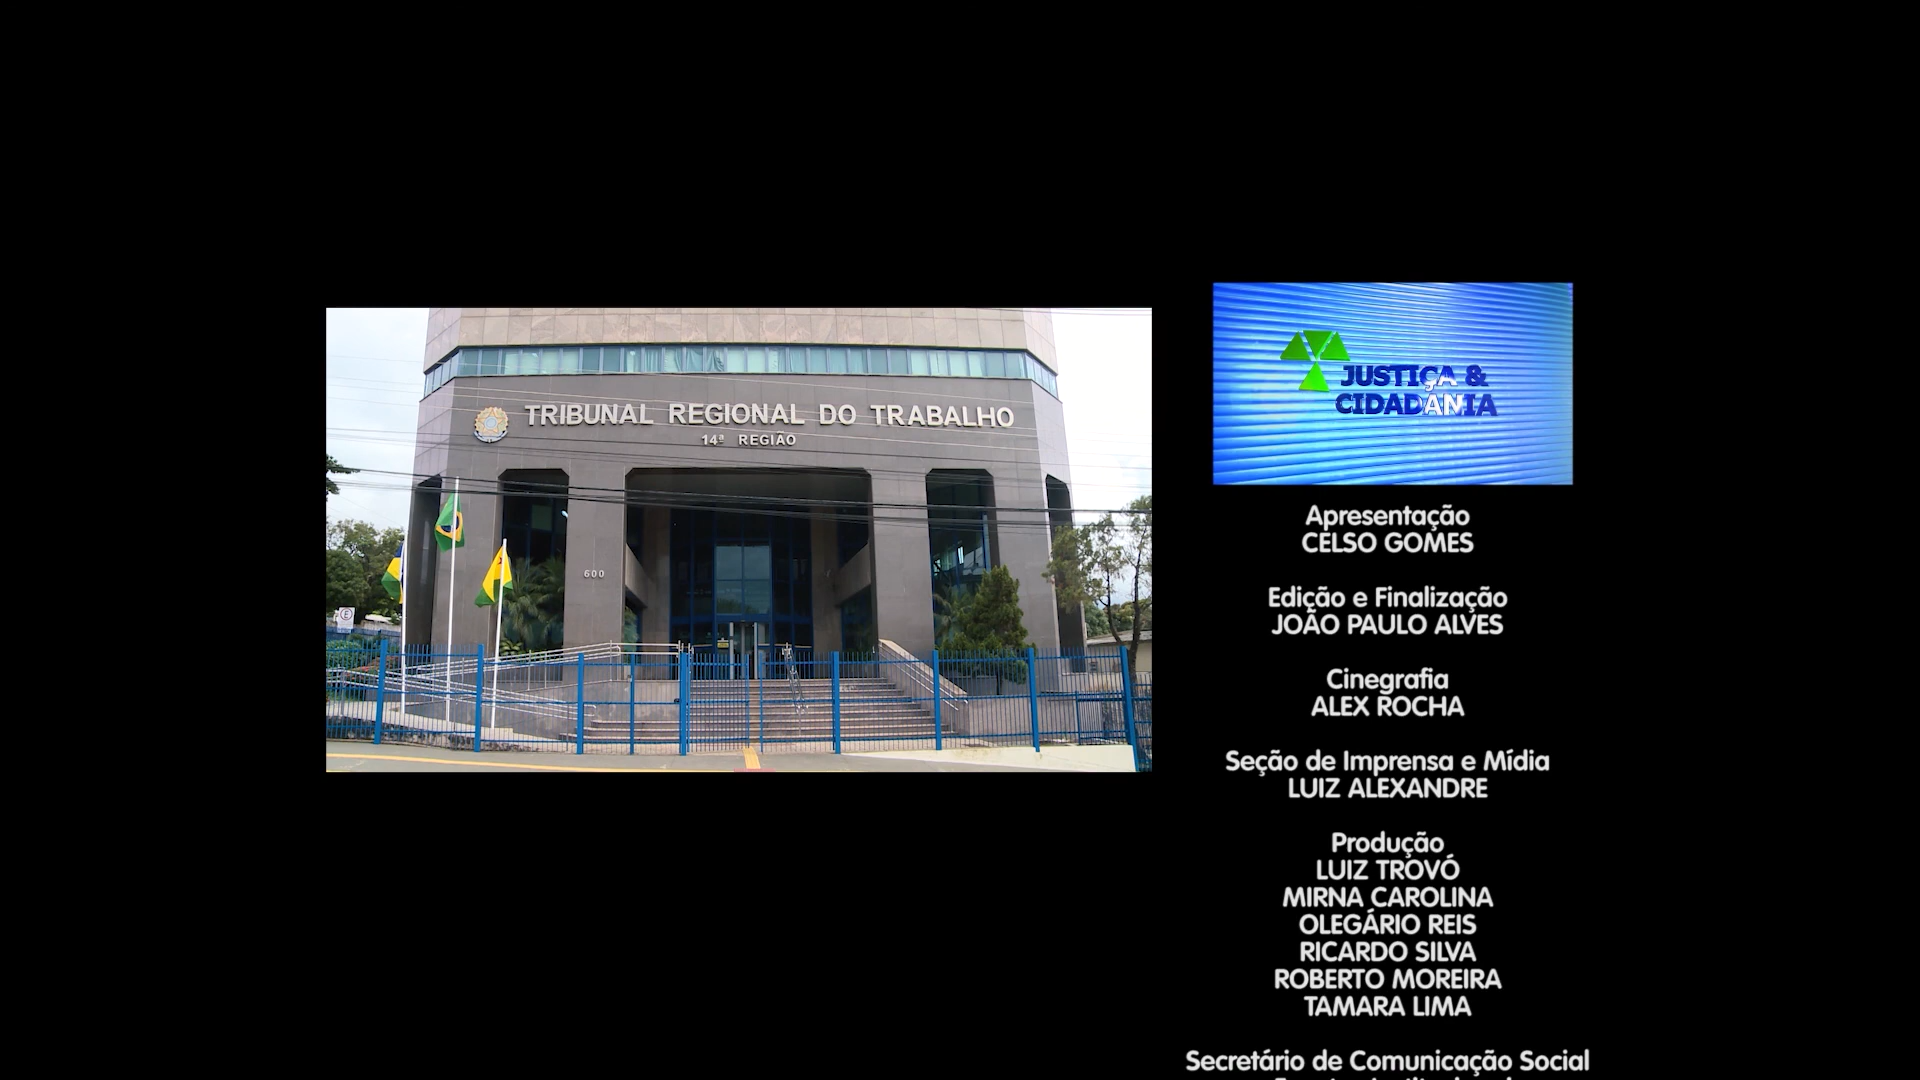 TRIBUNAL REGIONAL DO TRABALHO
14ª REGIÃO
600
E
JUSTIÇA &
CIDADANIA
Apresentação
CELSO GOMES
Edição e Finalização
JOÃO PAULO ALVES
Cinegrafia
ALEX ROCHA
Seção de Imprensa e Mídia
LUIZ ALEXANDRE
Produção
LUIZ TROVÓ
MIRNA CAROLINA
OLEGÁRIO REIS
RICARDO SILVA
ROBERTO MOREIRA
TAMARA LIMA
Secretário de Comunicação Social